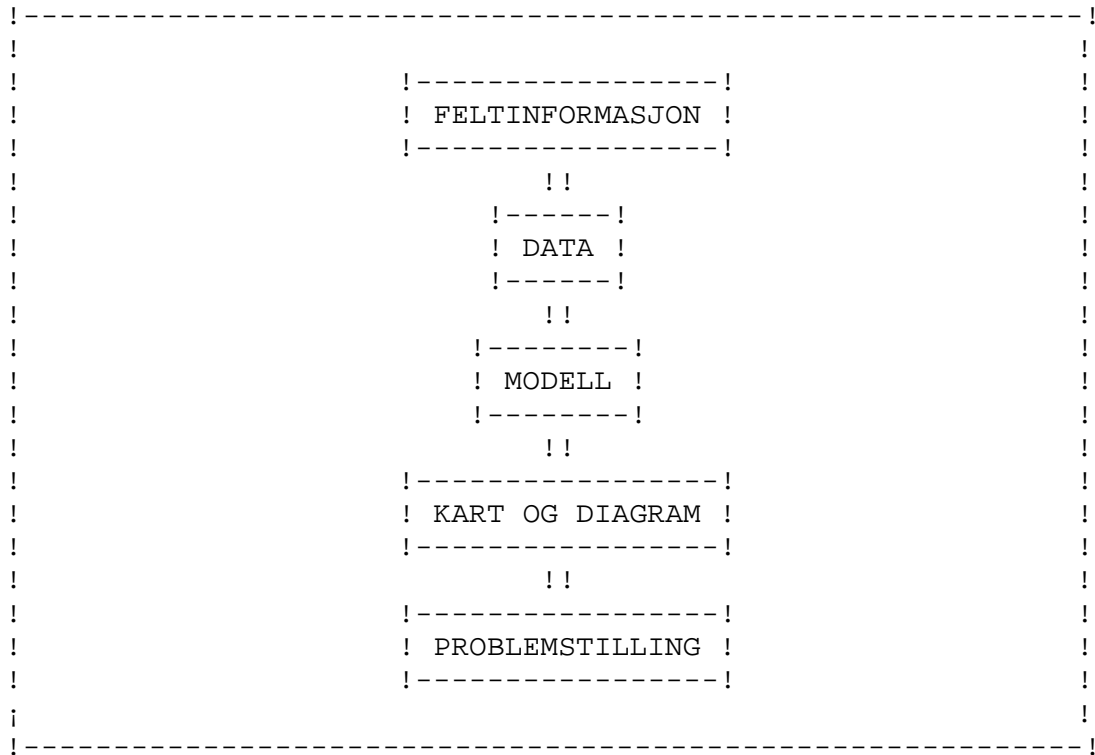 !-----------------------------------------------------------!
! !
! !-----------------! !
! ! FELTINFORMASJON ! !
! !-----------------! !
! !! !
! !------! !
! ! DATA ! !
! !------! !
! !! !
! !--------! !
! ! MODELL ! !
! !--------! !
! !! !
! !-----------------! !
! ! KART OG DIAGRAM ! !
! !-----------------! !
! !! !
! !-----------------! !
! ! PROBLEMSTILLING ! !
! !-----------------! !
¡ !
!-----------------------------------------------------------!